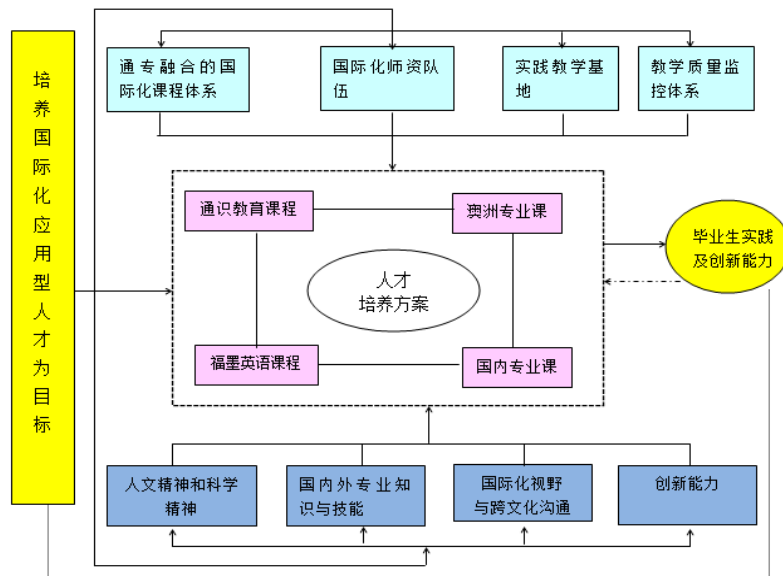 培养国际化应用型人才为目标
通专融合的国
际化课程体系
国际化师资队
伍
实践教学基
地
教学质量监
控体系
通识教育课程
澳洲专业课
人才
培养方案
福墨英语课程
国内专业课
毕业生实践
及创新能力
人文精神和科学
精神
国内外专业知
识与技能
国际化视野
与跨文化沟通
创新能力